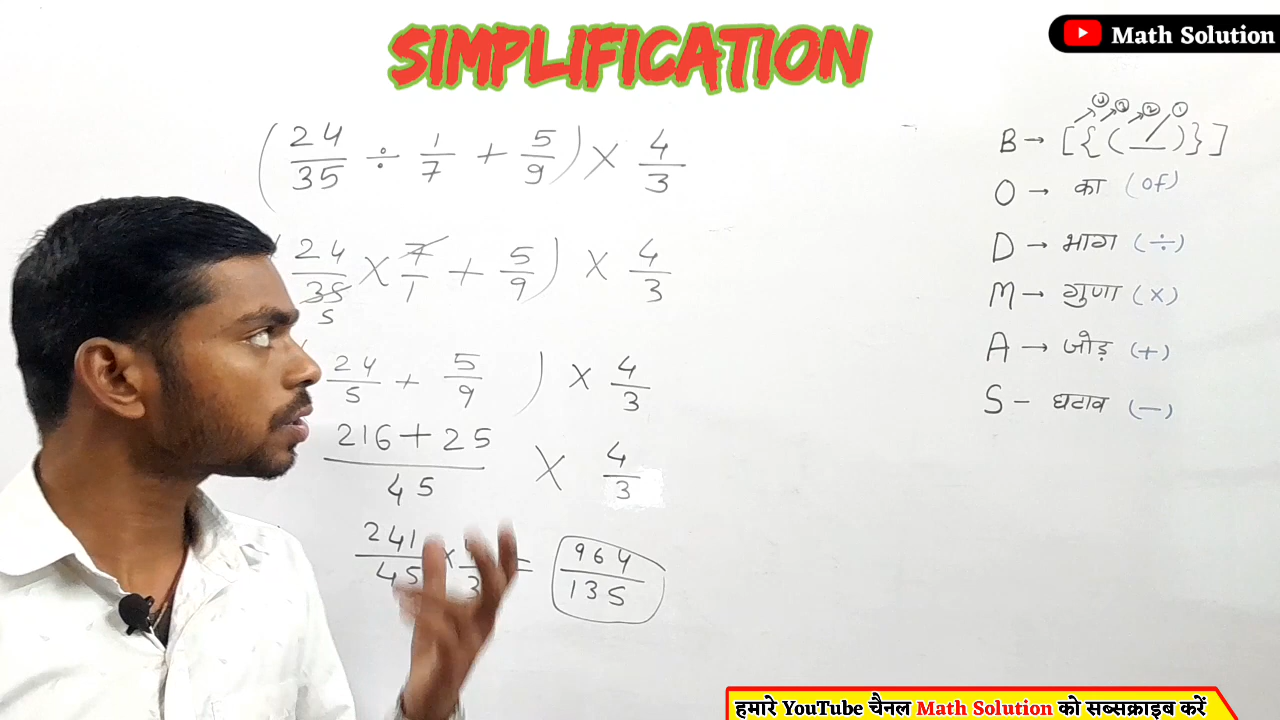 SIMPLIFICATION
Math Solution
(24/35 ÷ 1/7 + 5/9) × 4/3
24/35 × 7/1 + 5/9) × 4/3
5
24/5 + 5/9 ) × 4/3
216+25/45 × 4/3
241/45 × /3 = 964/135
B → [{( )}]
O → का (of)
D → भाग (÷)
M → गुणा (×)
A → जोड़ (+)
S – घटाव (–)
हमारे YouTube चैनल Math Solution को सब्सक्राइब करें